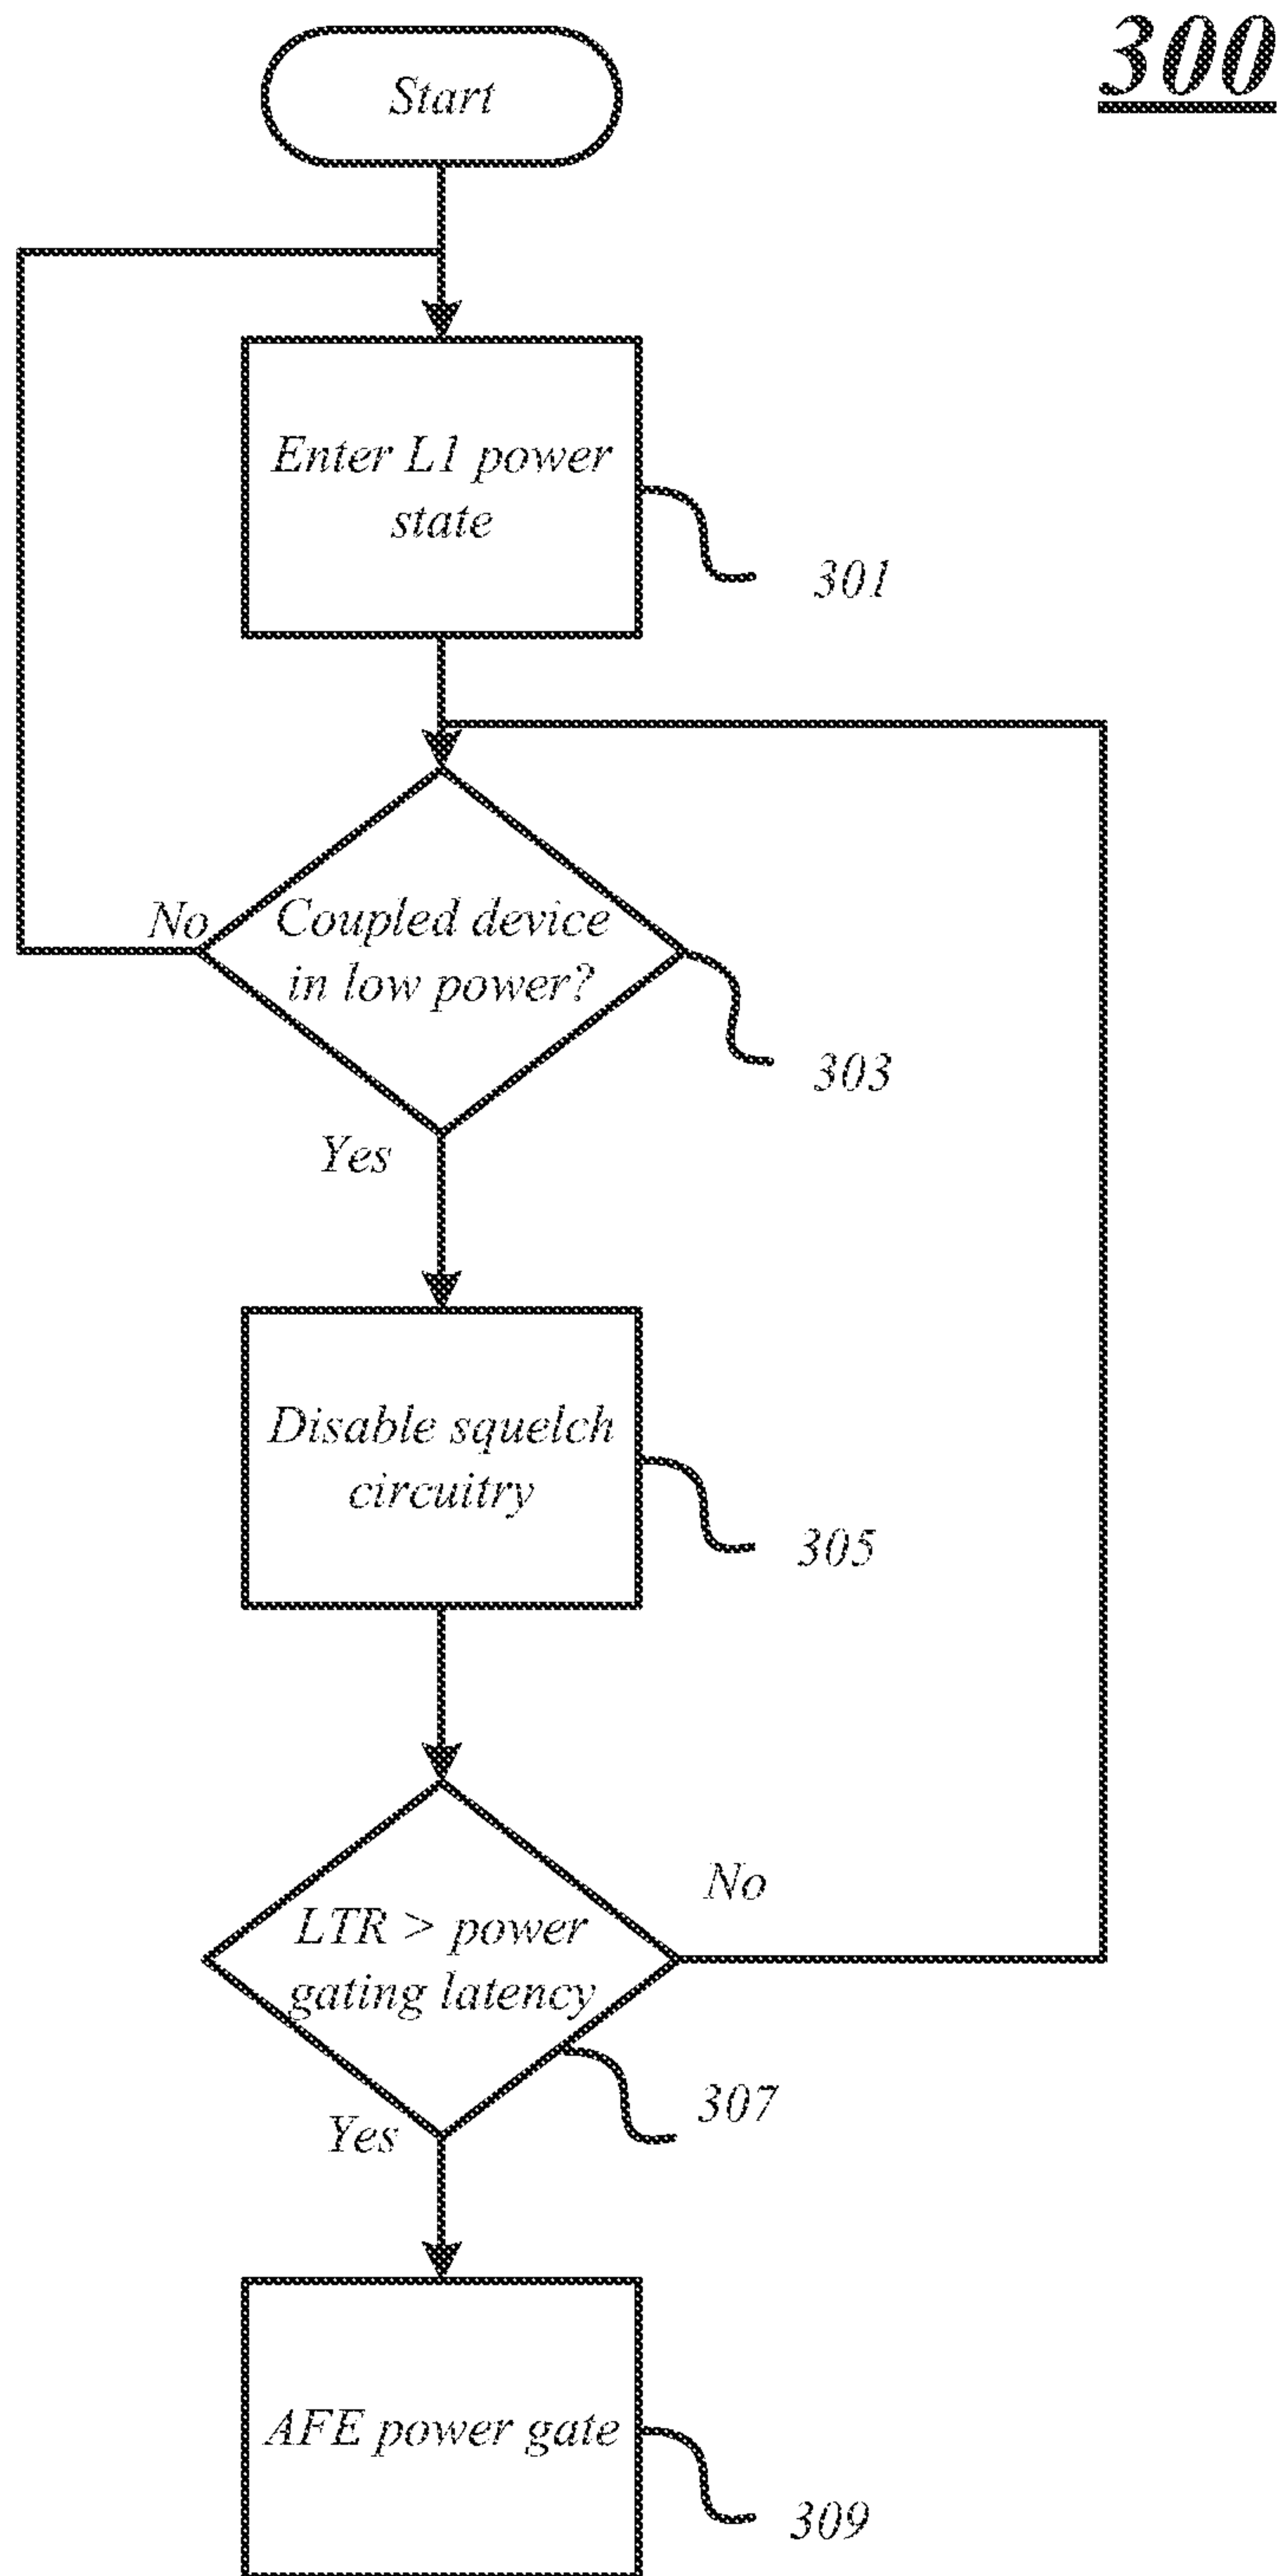 300
Start
Enter L1 power
state
301
No
Coupled device
in low power?
303
Yes
Disable squelch
circuitry
305
No
LTR > power
gating latency
307
Yes
AFE power gate
309